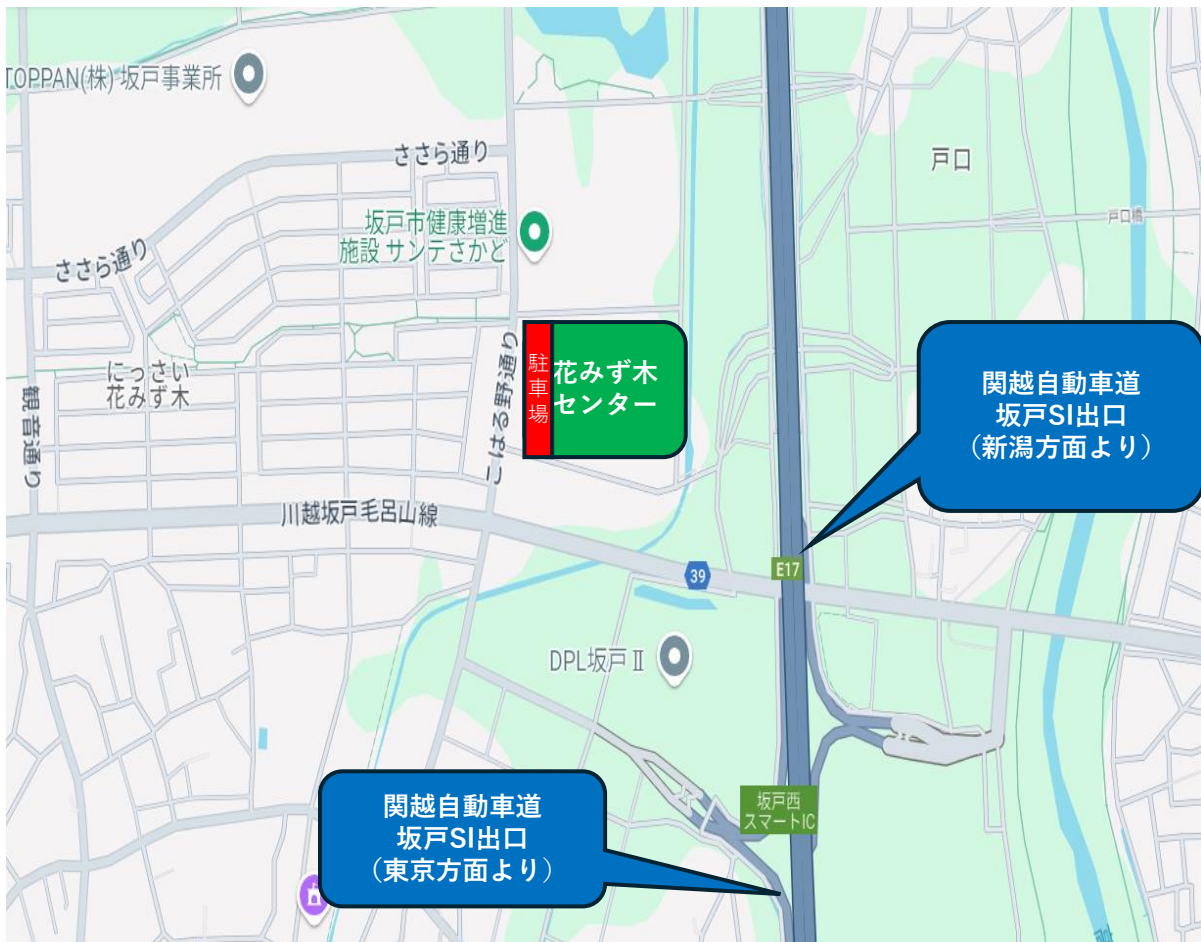 TOPPAN(株) 坂戸事業所
ささら通り
戸口
坂戸市健康増進
施設 サンテさかど
戸口橋
ささら通り
にっさい
花みず木
観音通り
こはる野通り
駐車場
花みず木
センター
関越自動車道
坂戸SI出口
（新潟方面より）
川越坂戸毛呂山線
39
E17
DPL坂戸Ⅱ
坂戸西
スマートIC
関越自動車道
坂戸SI出口
（東京方面より）